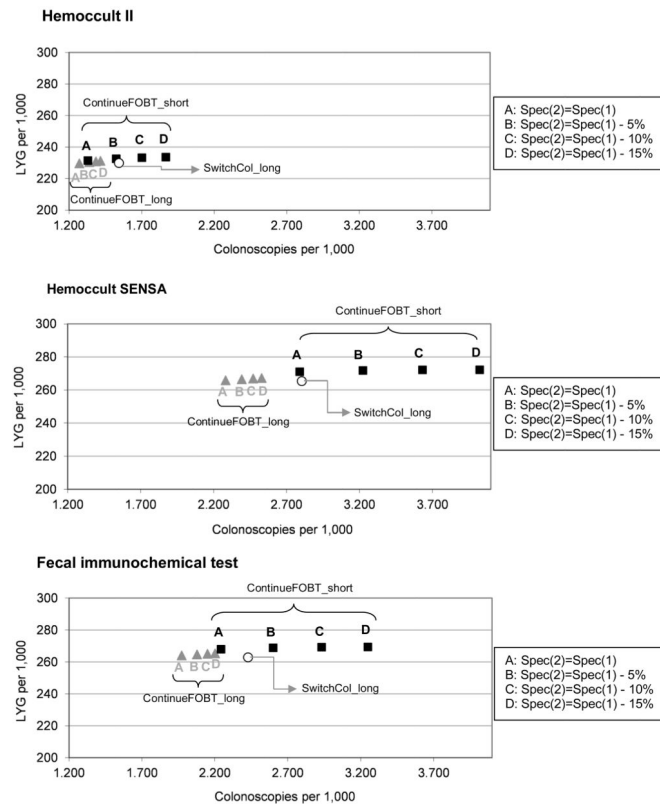 Hemoccult II
300
280
260
240
220
200
LYG per 1,000
ContinueFOBT_short
A B C D
A B C D
SwitchCol_long
ContinueFOBT_long
1.200 1.700 2.200 2.700 3.200 3.700
Colonoscopies per 1,000
A: Spec(2)=Spec(1)
B: Spec(2)=Spec(1) - 5%
C: Spec(2)=Spec(1) - 10%
D: Spec(2)=Spec(1) - 15%
Hemoccult SENSA
300
280
260
240
220
200
LYG per 1,000
ContinueFOBT_short
A B C D
A B C D
ContinueFOBT_long
SwitchCol_long
1.200 1.700 2.200 2.700 3.200 3.700
Colonoscopies per 1,000
A: Spec(2)=Spec(1)
B: Spec(2)=Spec(1) - 5%
C: Spec(2)=Spec(1) - 10%
D: Spec(2)=Spec(1) - 15%
Fecal immunochemical test
300
280
260
240
220
200
LYG per 1,000
ContinueFOBT_short
A B C D
A B C D
SwitchCol_long
ContinueFOBT_long
1.200 1.700 2.200 2.700 3.200 3.700
Colonoscopies per 1,000
A: Spec(2)=Spec(1)
B: Spec(2)=Spec(1) - 5%
C: Spec(2)=Spec(1) - 10%
D: Spec(2)=Spec(1) - 15%